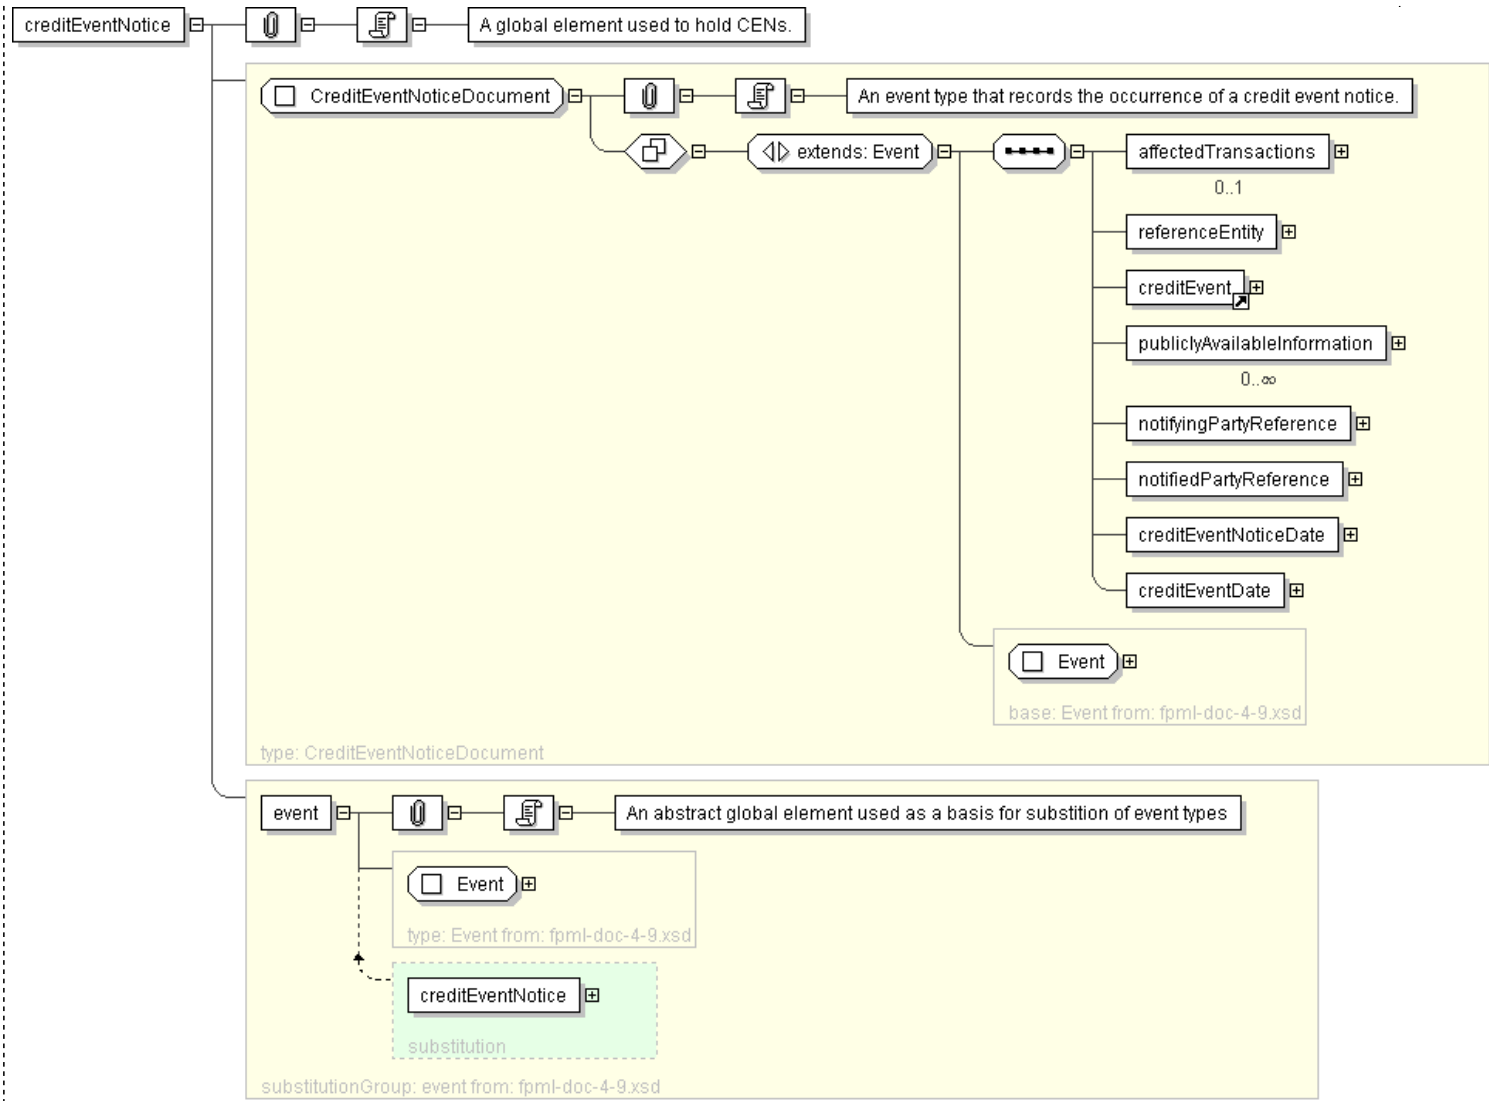 creditEventNotice
A global element used to hold CENs.
CreditEventNoticeDocument
An event type that records the occurrence of a credit event notice.
extends: Event
affectedTransactions
0..1
referenceEntity
creditEvent
publiclyAvailableInformation
0..∞
notifyingPartyReference
notifiedPartyReference
creditEventNoticeDate
creditEventDate
Event
base: Event from: fpml-doc-4-9.xsd
type: CreditEventNoticeDocument
event
An abstract global element used as a basis for substition of event types
Event
type: Event from: fpml-doc-4-9.xsd
creditEventNotice
substitution
substitutionGroup: event from: fpml-doc-4-9.xsd